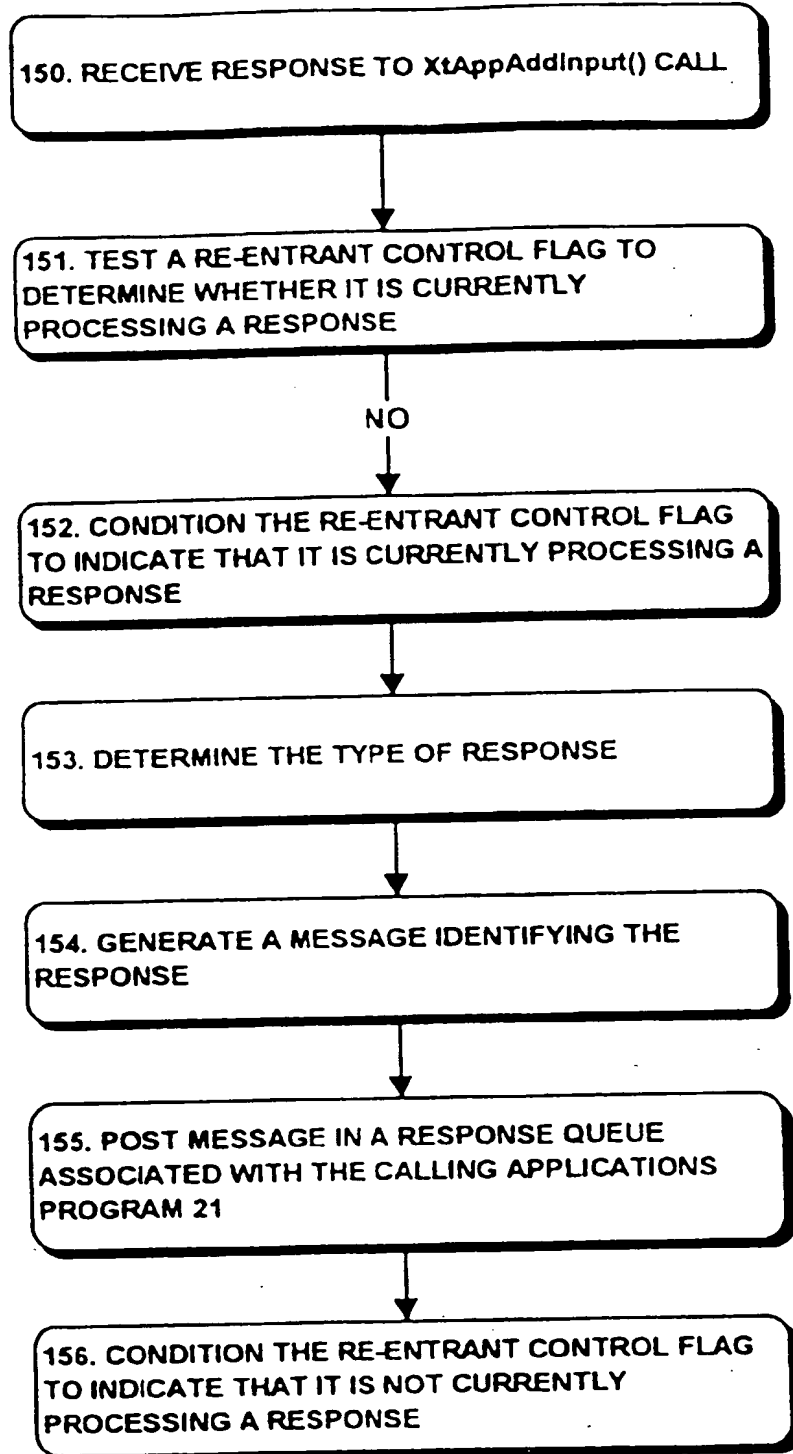 150. RECEIVE RESPONSE TO XtAppAddInput() CALL
151. TEST A RE-ENTRANT CONTROL FLAG TO
DETERMINE WHETHER IT IS CURRENTLY
PROCESSING A RESPONSE
NO
152. CONDITION THE RE-ENTRANT CONTROL FLAG
TO INDICATE THAT IT IS CURRENTLY PROCESSING A
RESPONSE
153. DETERMINE THE TYPE OF RESPONSE
154. GENERATE A MESSAGE IDENTIFYING THE
RESPONSE
155. POST MESSAGE IN A RESPONSE QUEUE
ASSOCIATED WITH THE CALLING APPLICATIONS
PROGRAM 21
156. CONDITION THE RE-ENTRANT CONTROL FLAG
TO INDICATE THAT IT IS NOT CURRENTLY
PROCESSING A RESPONSE